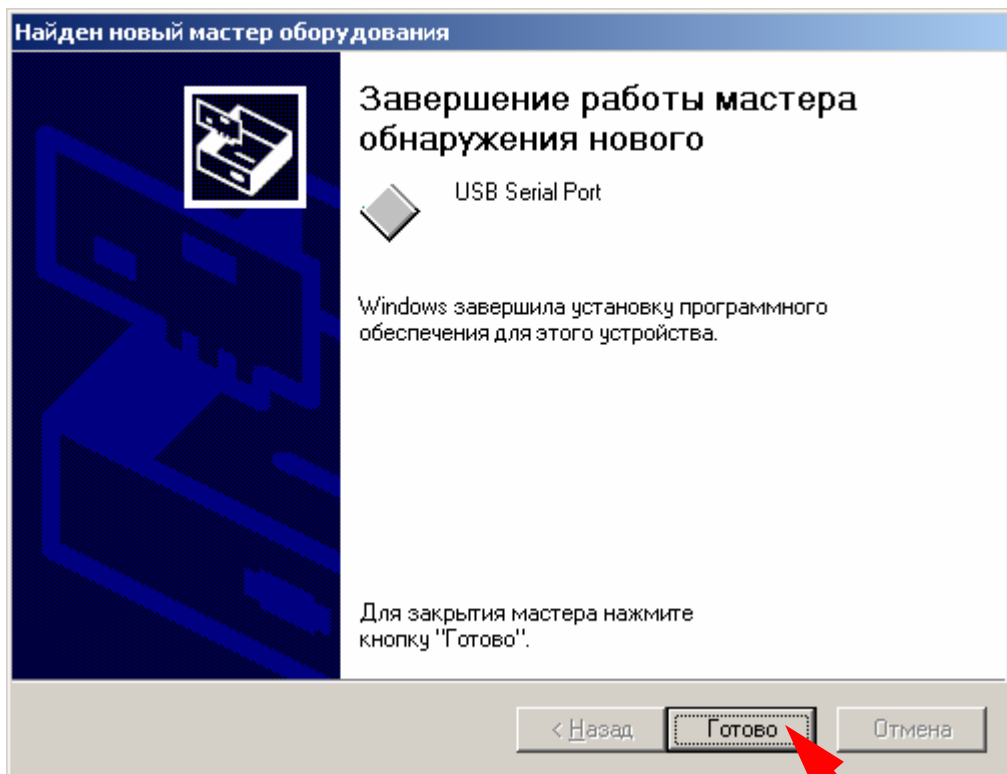 Найден новый мастер оборудования
Завершение работы мастера
обнаружения нового
USB Serial Port
Windows завершила установку программного
обеспечения для этого устройства.
Для закрытия мастера нажмите
кнопку "Готово".
< Назад
Готово
Отмена